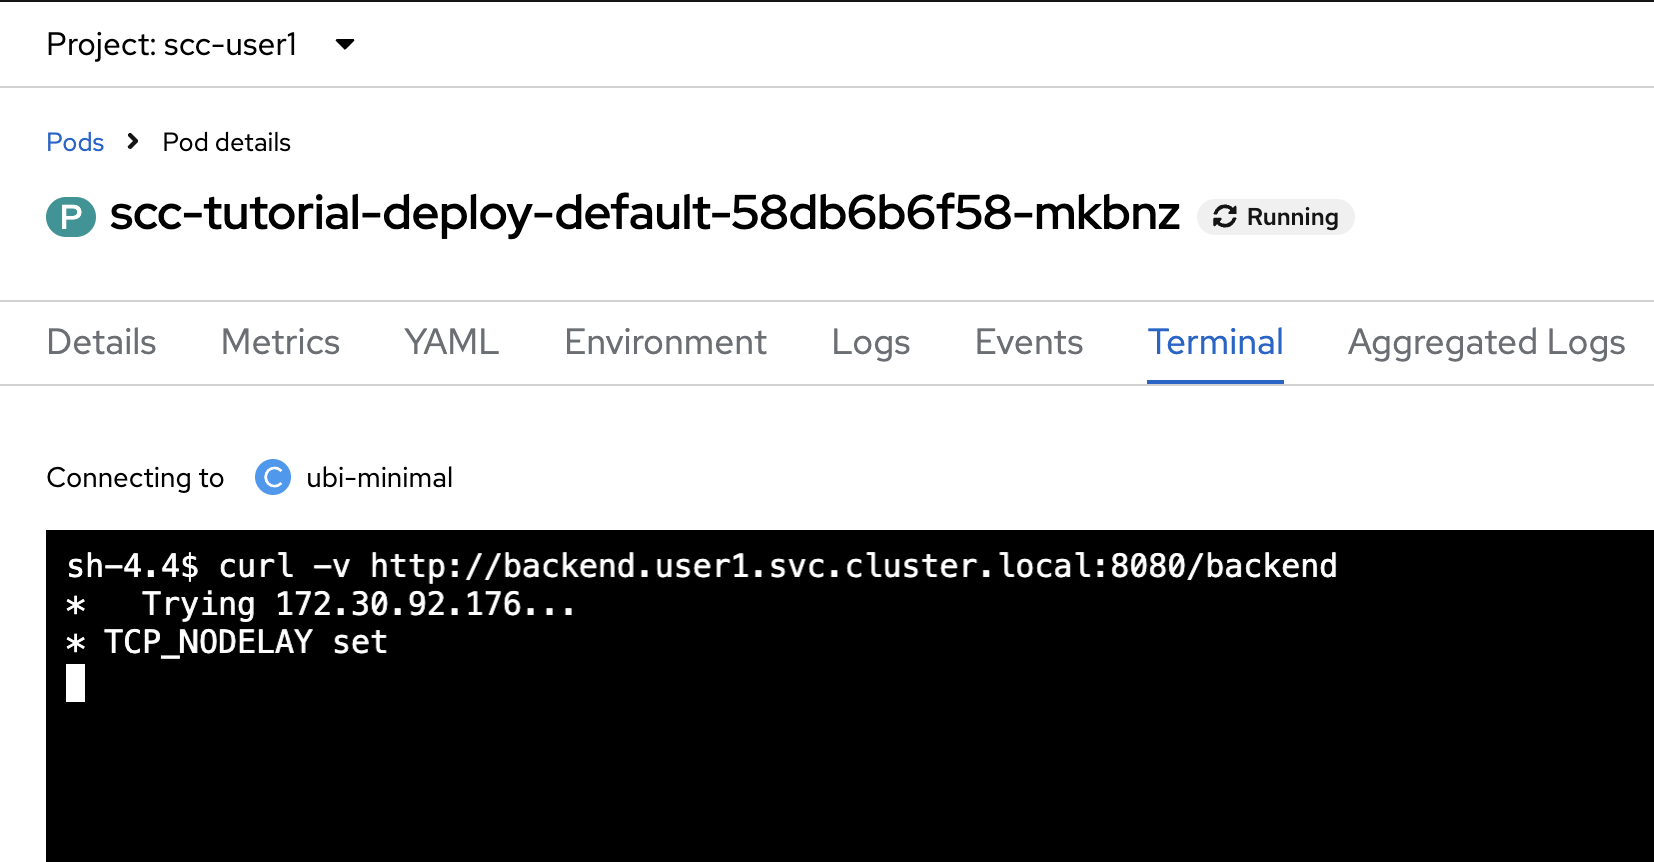 Project: scc-user1
Pods Pod details
P scc-tutorial-deploy-default-58db6b6f58-mkbnz Running
Details Metrics YAML Environment Logs Events Terminal Aggregated Logs
Connecting to C ubi-minimal
sh-4.4$ curl -v http://backend.user1.svc.cluster.local:8080/backend
*   Trying 172.30.92.176...
* TCP_NODELAY set